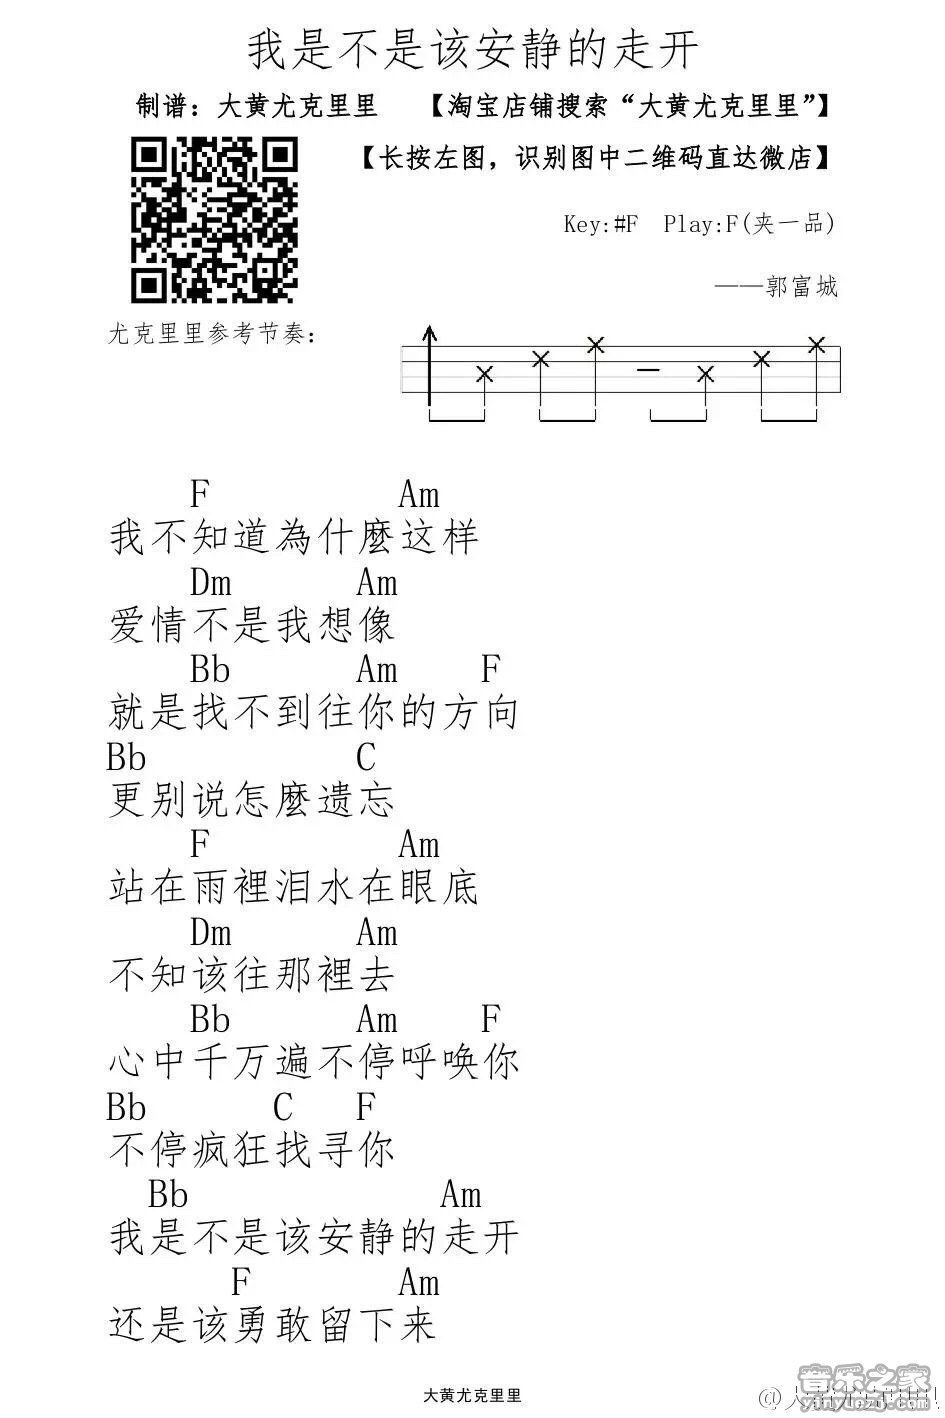 我是不是该安静的走开
制谱：大黄尤克里里 【淘宝店铺搜索“大黄尤克里里”】
【长按左图，识别图中二维码直达微店】
Key:#F Play:F(夹一品)
——郭富城
尤克里里参考节奏：
F Am
我不知道為什麼这样
Dm Am
爱情不是我想像
Bb Am F
就是找不到往你的方向
Bb C
更别说怎麼遗忘
F Am
站在雨裡泪水在眼底
Dm Am
不知该往那裡去
Bb Am F
心中千万遍不停呼唤你
Bb C F
不停疯狂找寻你
Bb Am
我是不是该安静的走开
F Am
还是该勇敢留下来
大黄尤克里里
音乐之家
yinyuezj.com